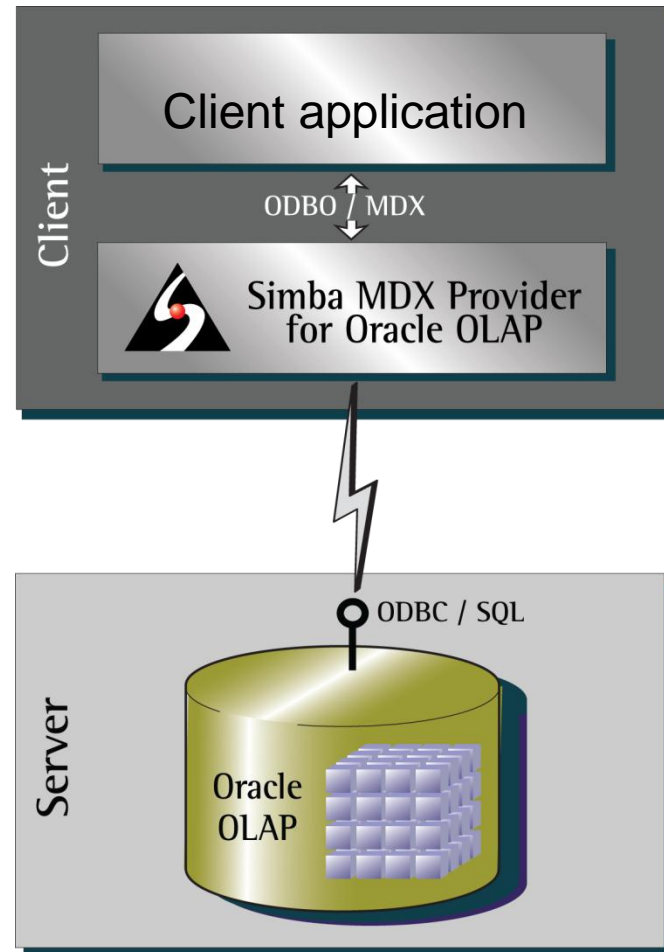 Client
Client application
ODBO / MDX
Simba MDX Provider
for Oracle OLAP
Server
ODBC / SQL
Oracle
OLAP